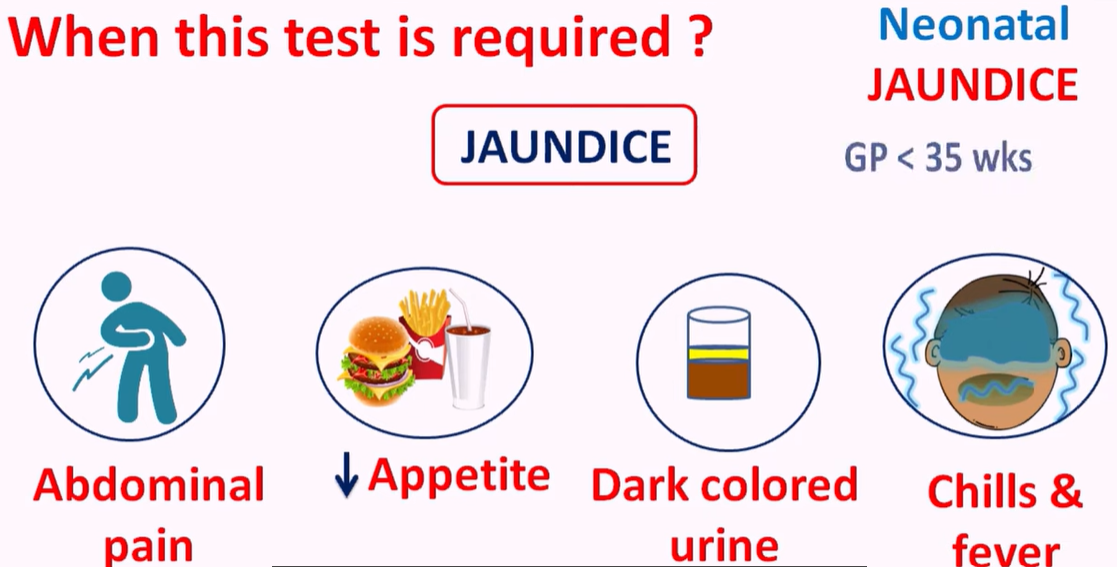 When this test is required ?
Neonatal
JAUNDICE
JAUNDICE
GP < 35 wks
Abdominal
pain
↓ Appetite
Dark colored
urine
Chills &
fever